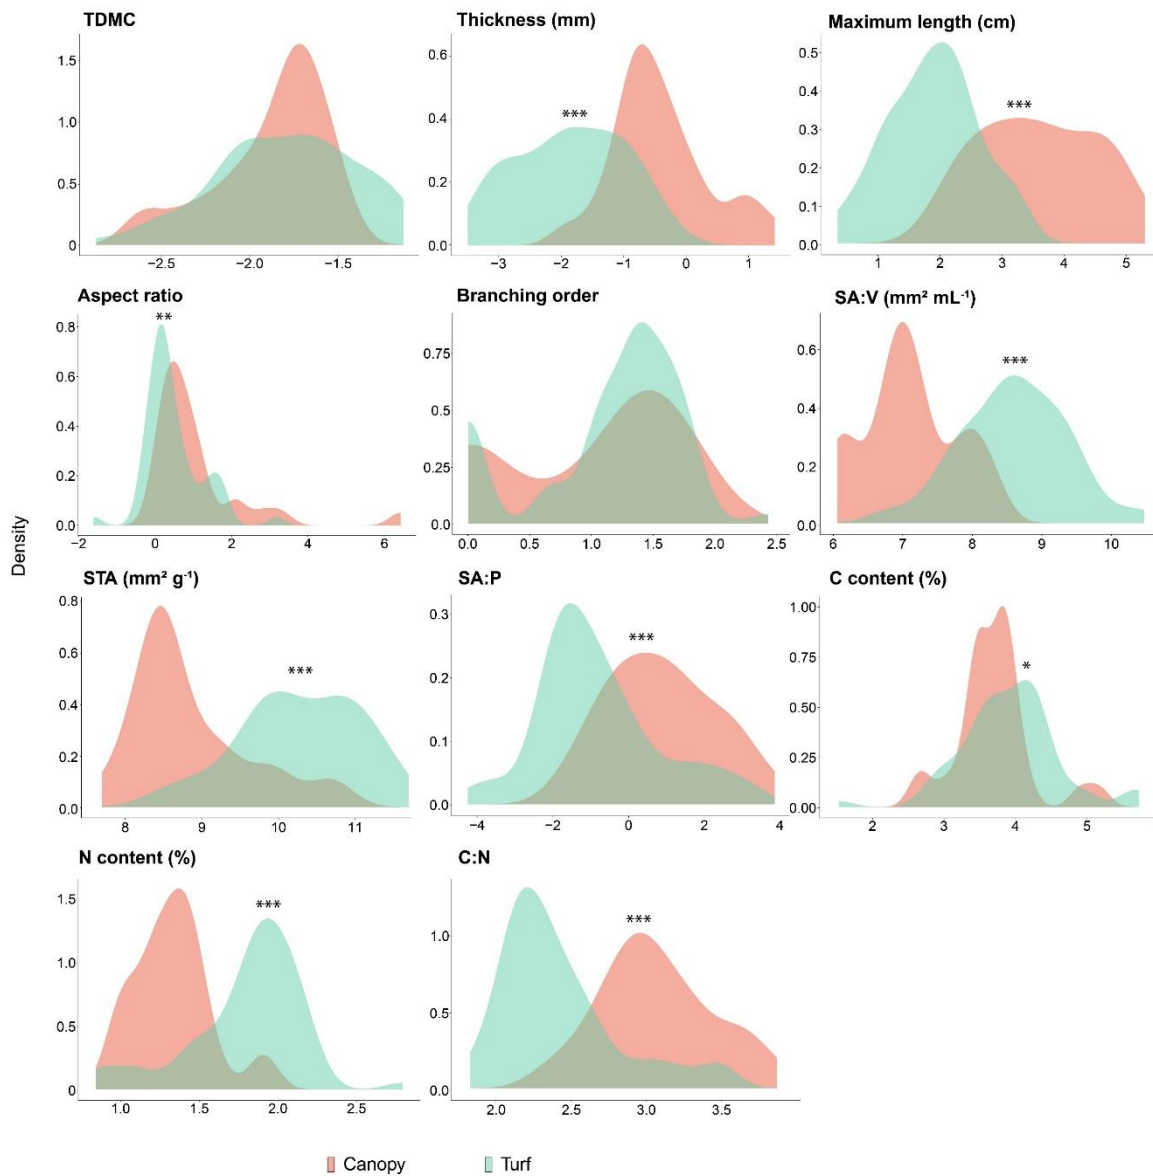 TDMC Thickness (mm) Maximum length (cm)
1.5 0.6 0.5
*** ***
0.4
1.0 0.4
0.3
0.5 0.2 0.2
0.1
0 0.0 0.0
−2.5 −2.0 −1.5 −3 −2 −1 0 1 1 2 3 4 5
Aspect ratio Branching order SA:V (mm² mL⁻¹)
**
0.8 0.75 0.6
***
0.6
0.50 0.4
0.4
0.25 0.2
0.2
0.0 0.0 0.0
−2 0 2 4 6 0.0 0.5 1.0 1.5 2.0 2.5 6 7 8 9 10
Density
STA (mm² g⁻¹) SA:P C content (%)
0.8 0.3 1.00
*** *** *
0.6 0.75
0.2
0.4 0.50
0.1
0.2 0.25
0.0 0.0 0.00
8 9 10 11 −4 −2 0 2 4 2 3 4 5
N content (%) C:N
1.5 *** ***
1.0
1.0
0.5
0.5
0 0.0
1.0 1.5 2.0 2.5 2.0 2.5 3.0 3.5
Canopy Turf